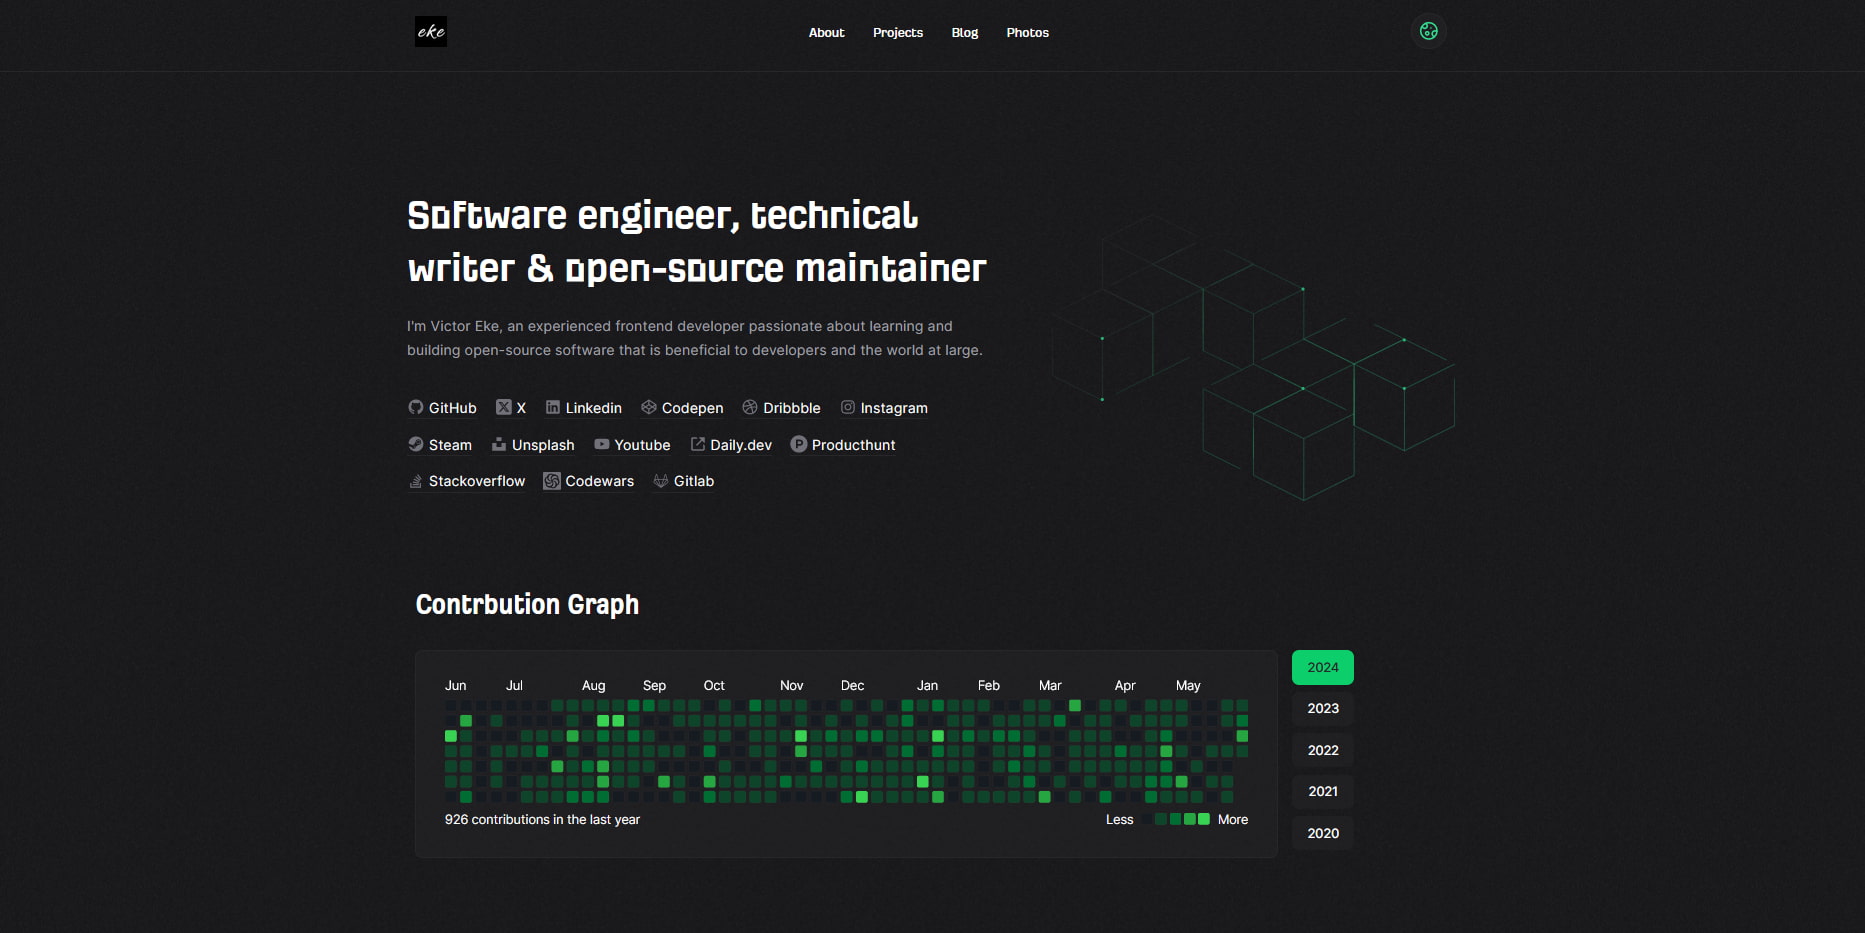 eke
About Projects Blog Photos
Software engineer, technical
writer & open-source maintainer
I'm Victor Eke, an experienced frontend developer passionate about learning and
building open-source software that is beneficial to developers and the world at large.
GitHub X Linkedin Codepen Dribbble Instagram
Steam Unsplash Youtube Daily.dev Producthunt
Stackoverflow Codewars Gitlab
Contrbution Graph
Jun Jul Aug Sep Oct Nov Dec Jan Feb Mar Apr May
926 contributions in the last year
Less More
2024
2023
2022
2021
2020